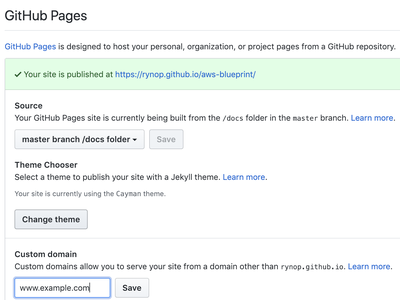 GitHub Pages
GitHub Pages is designed to host your personal, organization, or project pages from a GitHub repository.
✔ Your site is published at https://rynop.github.io/aws-blueprint/
Source
Your GitHub Pages site is currently being built from the /docs folder in the master branch. Learn more.
master branch /docs folder Save
Theme Chooser
Select a theme to publish your site with a Jekyll theme. Learn more.
Your site is currently using the Cayman theme.
Change theme
Custom domain
Custom domains allow you to serve your site from a domain other than rynop.github.io. Learn more.
www.example.com Save